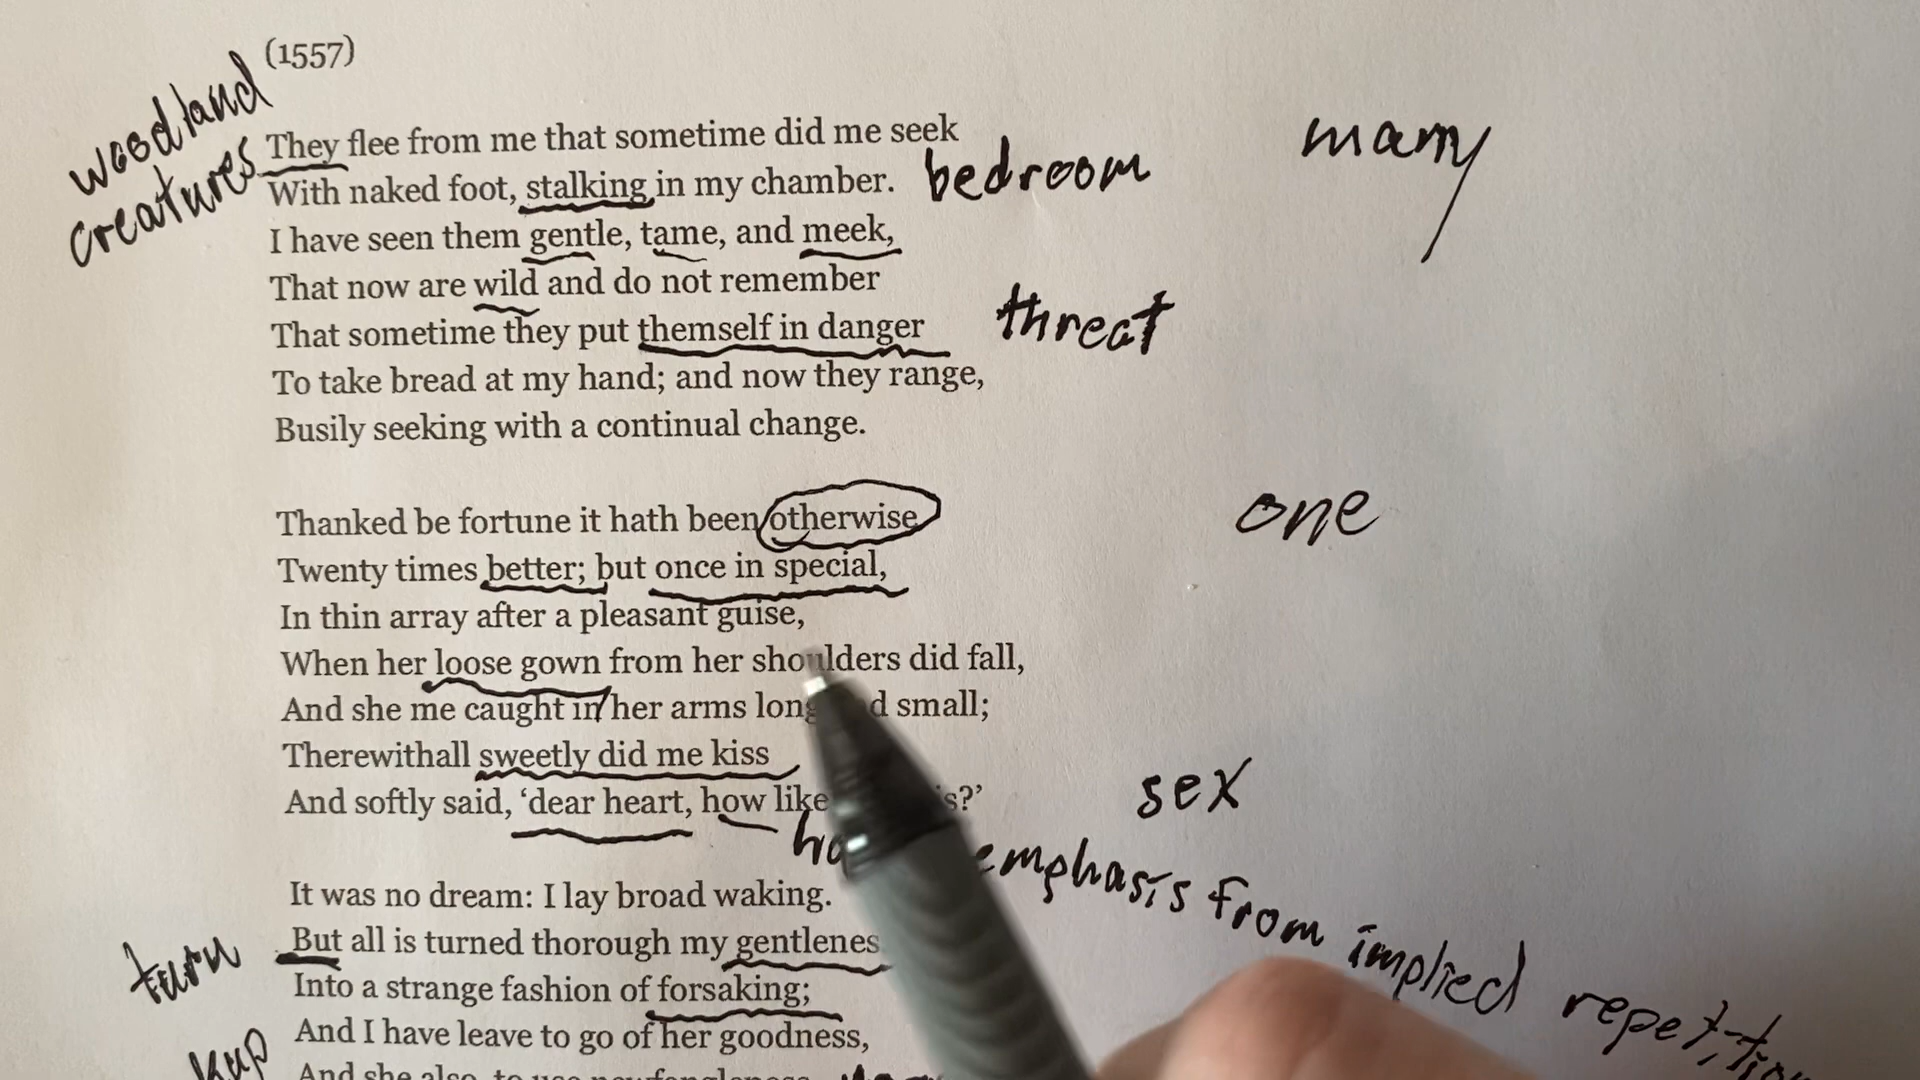 (1557)
woodland
creatures
They flee from me that sometime did me seek
With naked foot, stalking in my chamber.
bedroom
many
I have seen them gentle, tame, and meek,
That now are wild and do not remember
That sometime they put themself in danger
threat
To take bread at my hand; and now they range,
Busily seeking with a continual change.
Thanked be fortune it hath been otherwise
one
Twenty times better; but once in special,
In thin array after a pleasant guise,
When her loose gown from her shoulders did fall,
And she me caught in her arms long small;
Therewithall sweetly did me kiss
And softly said, ‘dear heart, how like
sex
emphasis from implied repetition
It was no dream: I lay broad waking.
turn
But all is turned thorough my gentlenes
Into a strange fashion of forsaking;
And I have leave to go of her goodness,
And she also, to use newfangleness